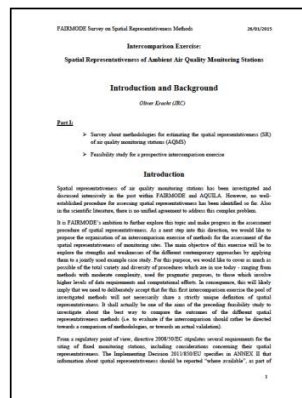 FAIRMODE Survey on Spatial Representativeness Methods 26/01/2015
Intercomparison Exercise:
Spatial Representativeness of Ambient Air Quality Monitoring Stations
Introduction and Background
Oliver Kracht (JRC)
Part I:
➢ Survey about methodologies for estimating the spatial representativeness (SR)
of air quality monitoring stations (AQMS)
➢ Feasibility study for a prospective intercomparison exercise
Introduction
Spatial representativeness of air quality monitoring stations has been investigated and
discussed intensively in the past within FAIRMODE and AQUILA. However, no well-
established procedure for assessing spatial representativeness has been identified so far. Also
in the scientific literature, there is no unified agreement to address this complex problem.
It is FAIRMODE's ambition to further explore this topic and make progress in the assessment
procedure of spatial representativeness. As a next step into this direction, we would like to
propose the organisation of an intercomparison exercise of methods for the assessment of the
spatial representativeness of monitoring sites. The main objective of this exercise will be to
explore the strengths and weaknesses of the different contemporary approaches by applying
them to a jointly used example case study. For this purpose, we would like to cover as much as
possible of the total variety and diversity of procedures which are in use today - ranging from
methods with moderate complexity, used for pragmatic purposes, to those which involve
higher levels of data requirements and computational efforts. In consequence, this will likely
imply that we need to deliberately accept that for this first intercomparison exercise the pool of
investigated methods will not necessarily share a strictly unique definition of spatial
representativeness. It shall actually be one of the aims of the preceding feasibility study to
investigate about the best way to compare the outcomes of the different spatial
representativeness methods (i.e. to evaluate if the intercomparison should rather be directed
towards a comparison of methodologies, or towards an actual validation).
From a regulatory point of view, directive 2008/50/EC stipulates several requirements for the
siting of fixed monitoring stations, including considerations concerning their spatial
representativeness. The Implementing Decision 2011/850/EU specifies in ANNEX II that
information about spatial representativeness should be reported "where available", as part of
1